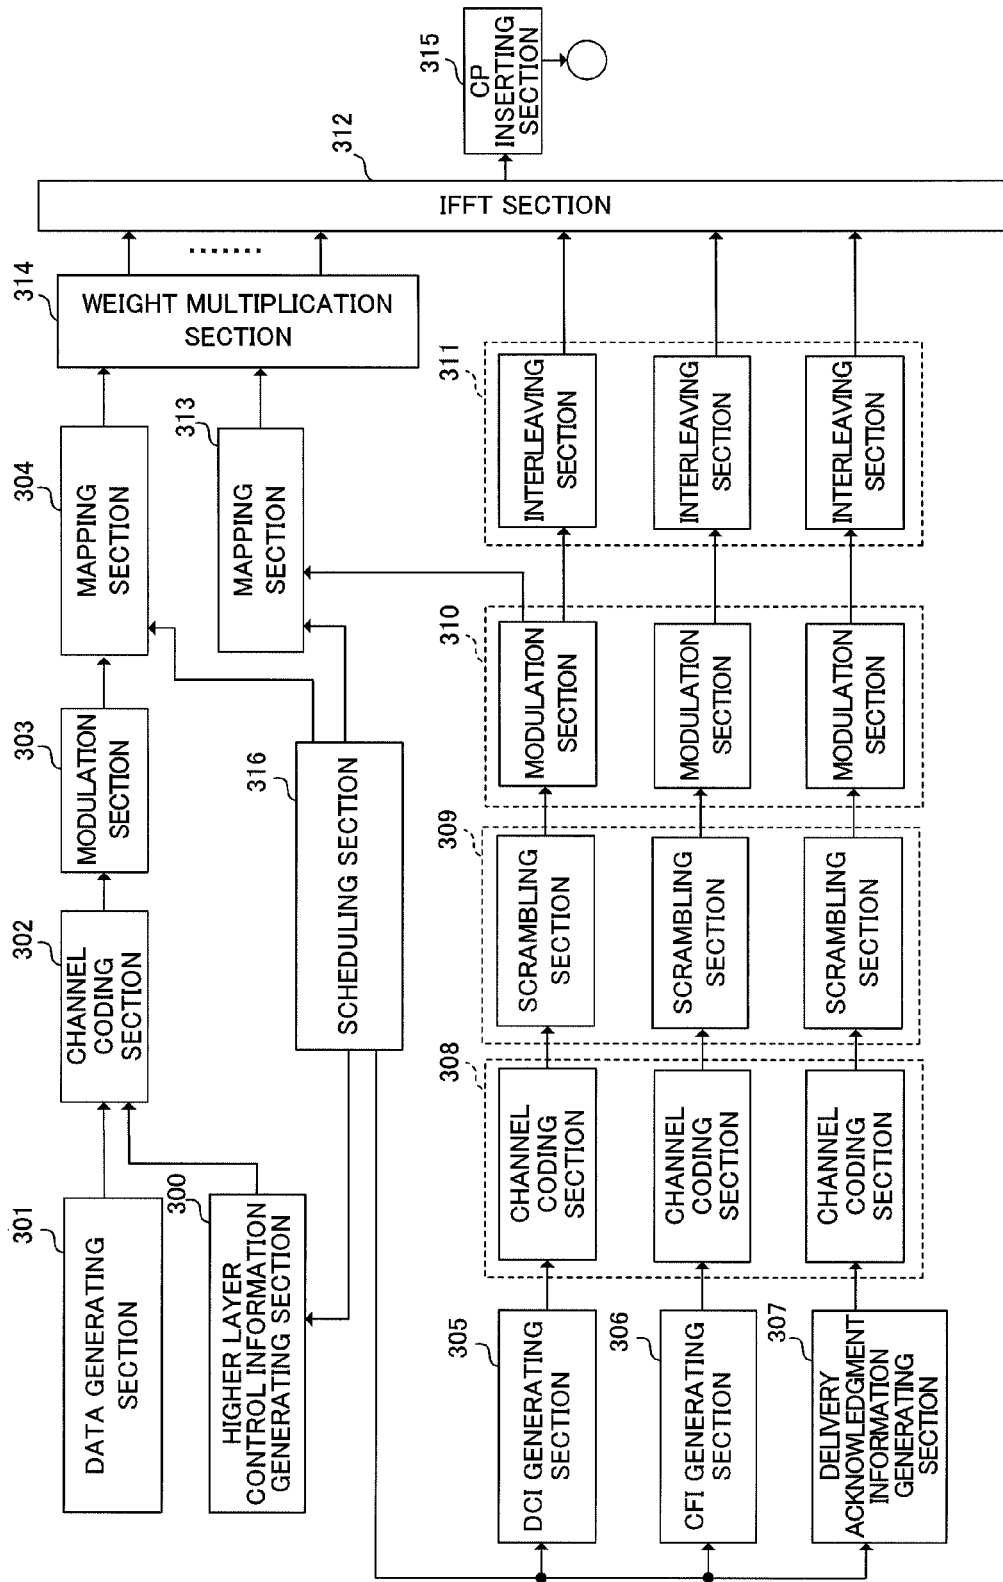 301
DATA GENERATING
SECTION
300
HIGHER LAYER
CONTROL INFORMATION
GENERATING SECTION
302
CHANNEL
CODING
SECTION
303
MODULATION
SECTION
304
MAPPING
SECTION
316
SCHEDULING SECTION
313
MAPPING
SECTION
314
WEIGHT MULTIPLICATION
SECTION
.......
312
IFFT SECTION
315
CP
INSERTING
SECTION
305
DCI GENERATING
SECTION
306
CFI GENERATING
SECTION
307
DELIVERY
ACKNOWLEDGMENT
INFORMATION
GENERATING
SECTION
308
CHANNEL
CODING
SECTION
CHANNEL
CODING
SECTION
CHANNEL
CODING
SECTION
309
SCRAMBLING
SECTION
SCRAMBLING
SECTION
SCRAMBLING
SECTION
310
MODULATION
SECTION
MODULATION
SECTION
MODULATION
SECTION
311
INTERLEAVING
SECTION
INTERLEAVING
SECTION
INTERLEAVING
SECTION